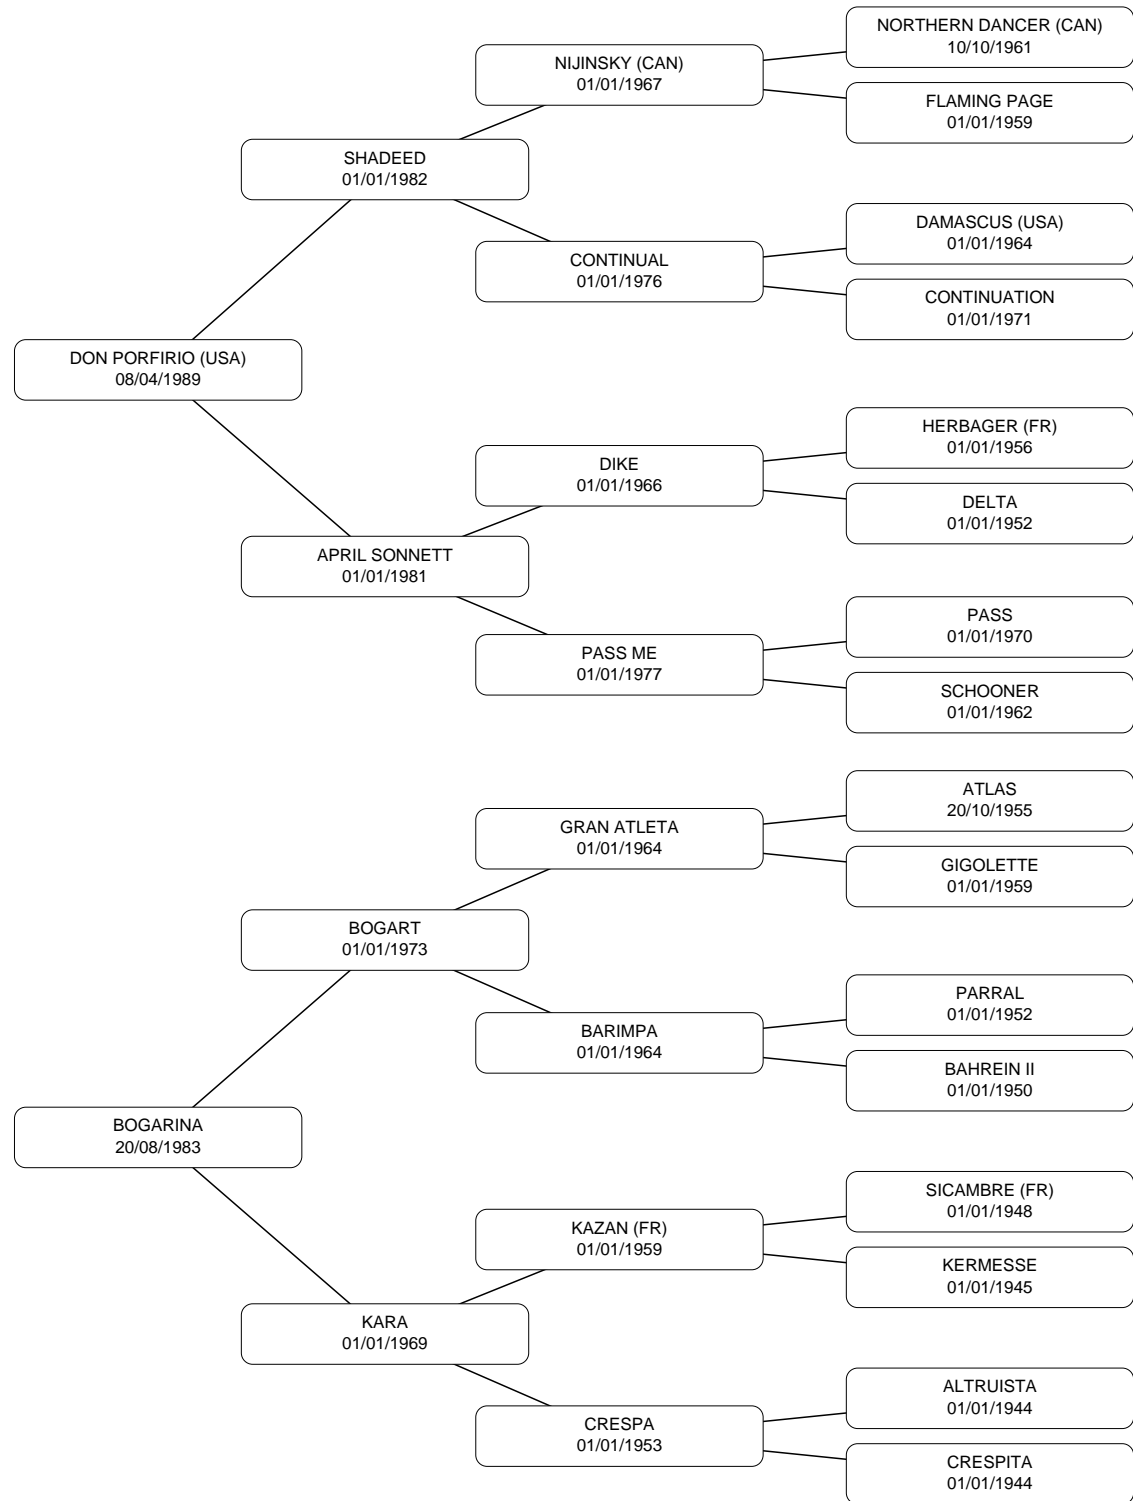 NORTHERN DANCER (CAN)
10/10/1961
NIJINSKY (CAN)
01/01/1967
FLAMING PAGE
01/01/1959
SHADEED
01/01/1982
DAMASCUS (USA)
01/01/1964
CONTINUAL
01/01/1976
CONTINUATION
01/01/1971
DON PORFIRIO (USA)
08/04/1989
HERBAGER (FR)
01/01/1956
DIKE
01/01/1966
DELTA
01/01/1952
APRIL SONNETT
01/01/1981
PASS
01/01/1970
PASS ME
01/01/1977
SCHOONER
01/01/1962
ATLAS
20/10/1955
GRAN ATLETA
01/01/1964
GIGOLETTE
01/01/1959
BOGART
01/01/1973
PARRAL
01/01/1952
BARIMPA
01/01/1964
BAHREIN II
01/01/1950
BOGARINA
20/08/1983
SICAMBRE (FR)
01/01/1948
KAZAN (FR)
01/01/1959
KERMESSE
01/01/1945
KARA
01/01/1969
ALTRUISTA
01/01/1944
CRESPA
01/01/1953
CRESPITA
01/01/1944